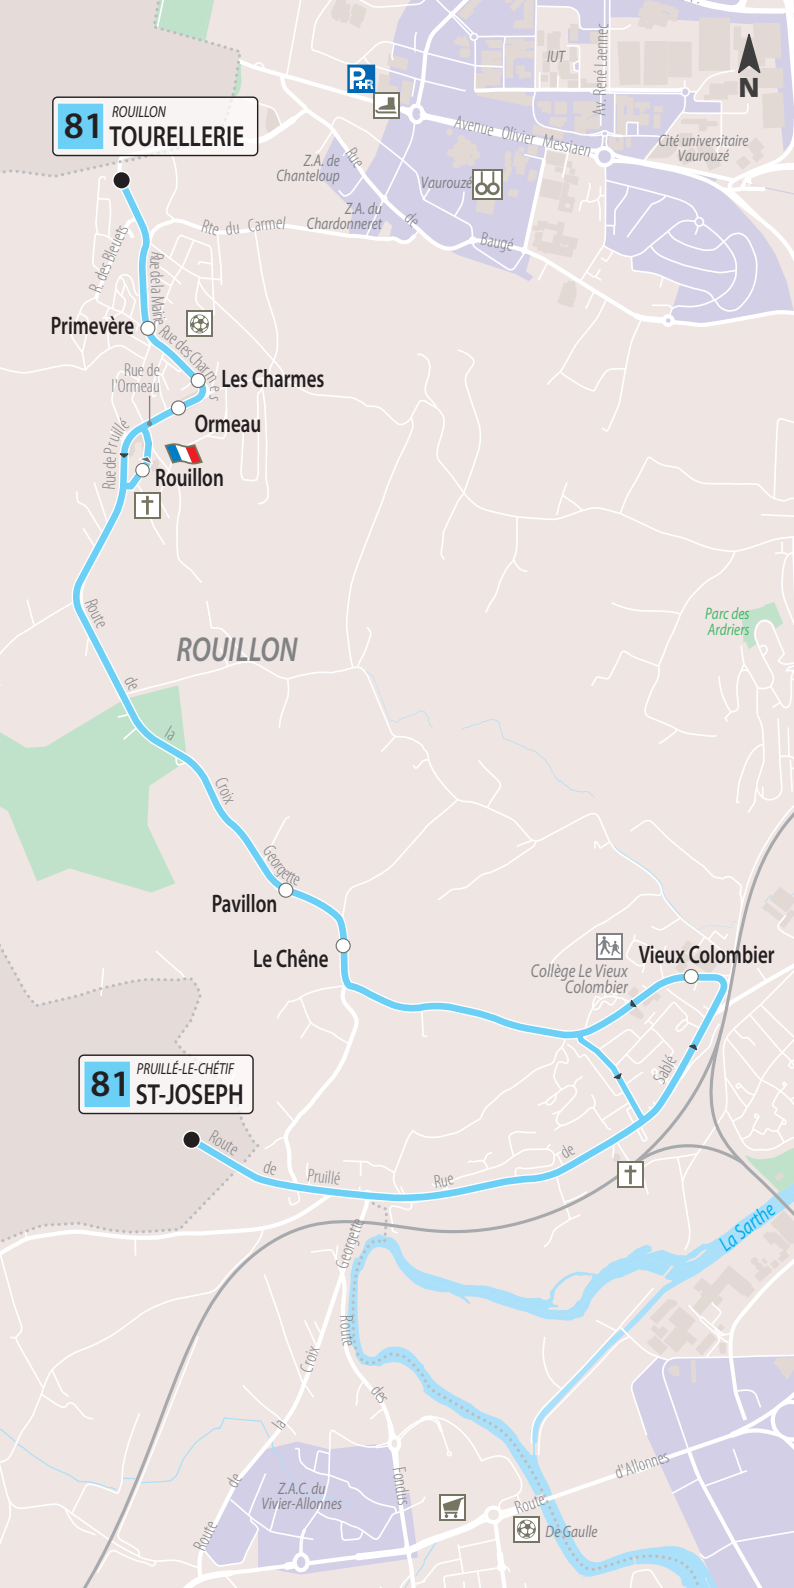 IUT
Av. René Laennec
N
P+R
81
ROUILLON
TOURELLERIE
Avenue Olivier Messiaen
Cité universitaire
Vaurouzé
Rue de Baugé
Z.A. de
Chanteloup
Vaurouzé
Z.A. du
Chardonneret
Rte du Carmel
R. des Bleuets
Rue de la Mairie
Primevère
Rue des Charmes
Les Charmes
Rue de
l'Ormeau
Ormeau
Rue de Pruillé
Rouillon
Route de la Croix Georgette
Parc des
Ardriers
ROUILLON
Pavillon
Le Chêne
Vieux Colombier
Collège Le Vieux
Colombier
81
PRUILLÉ-LE-CHÉTIF
ST-JOSEPH
Rue de Sablé
Route de Pruillé
La Sarthe
Route de la Croix Georgette
Route des Fondus
Route d'Allonnes
Z.A.C. du
Vivier-Allonnes
De Gaulle